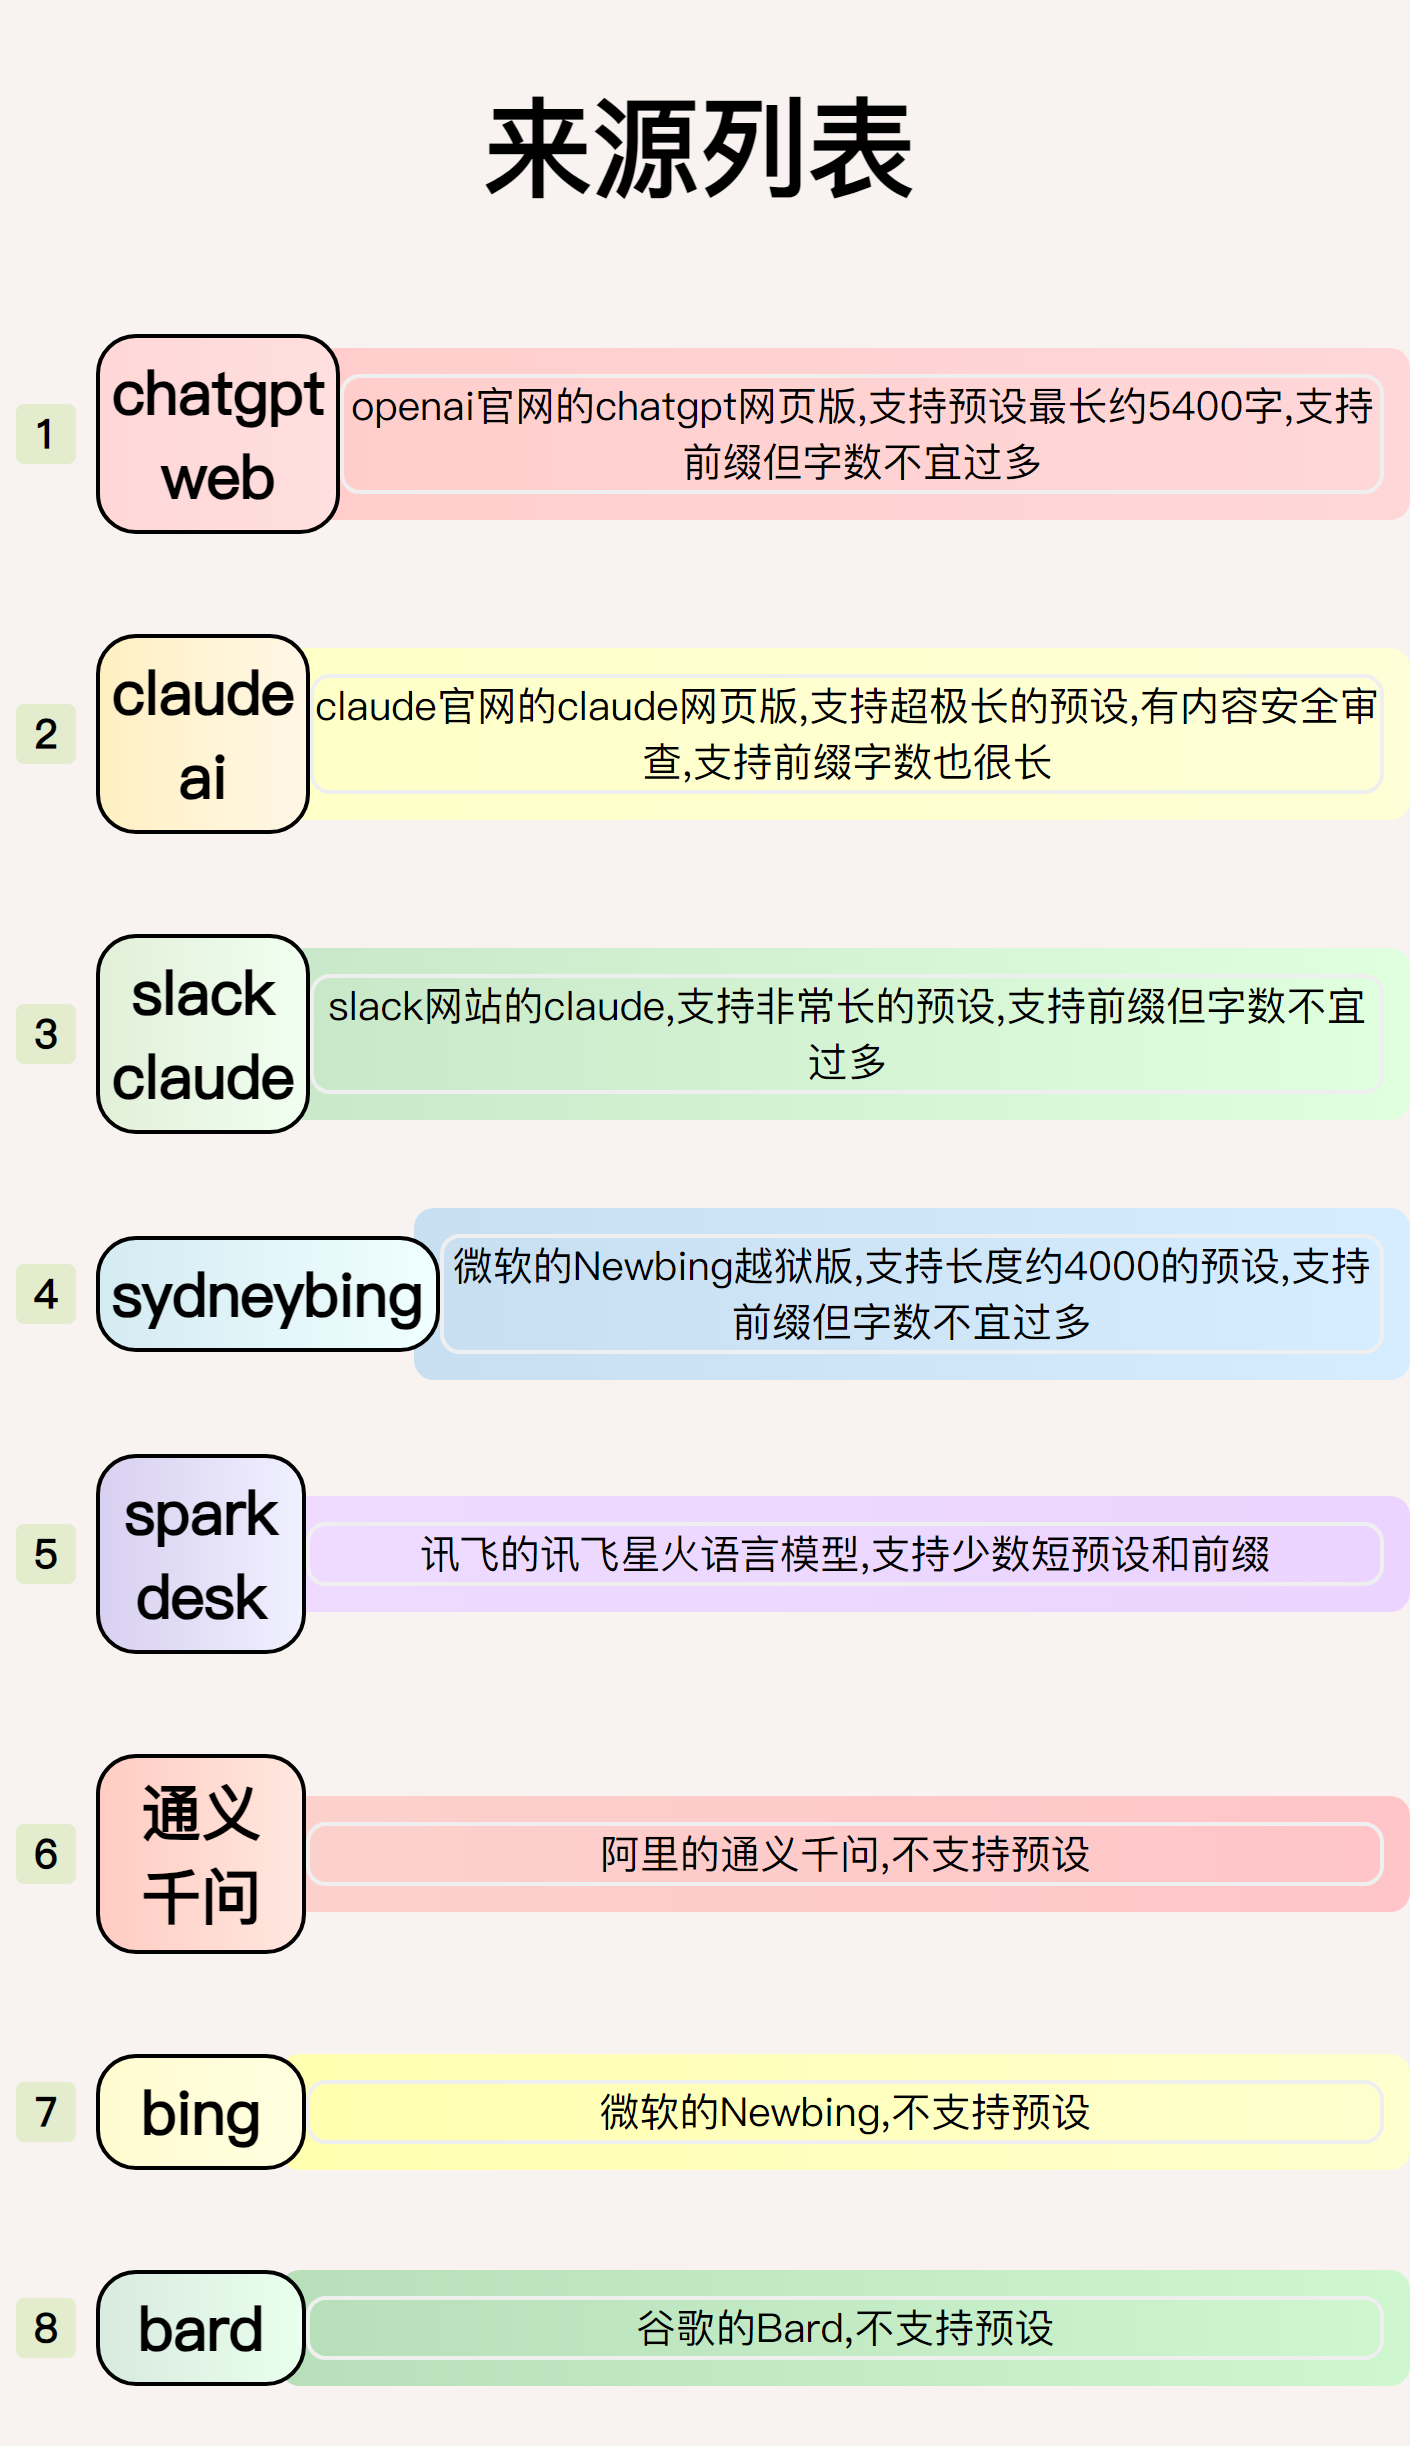 来源列表
1
chatgpt
web
openai官网的chatgpt网页版,支持预设最长约5400字,支持
前缀但字数不宜过多
2
claude
ai
claude官网的claude网页版,支持超极长的预设,有内容安全审
查,支持前缀字数也很长
3
slack
claude
slack网站的claude,支持非常长的预设,支持前缀但字数不宜
过多
4
sydneybing
微软的Newbing越狱版,支持长度约4000的预设,支持
前缀但字数不宜过多
5
spark
desk
讯飞的讯飞星火语言模型,支持少数短预设和前缀
6
通义
千问
阿里的通义千问,不支持预设
7
bing
微软的Newbing,不支持预设
8
bard
谷歌的Bard,不支持预设